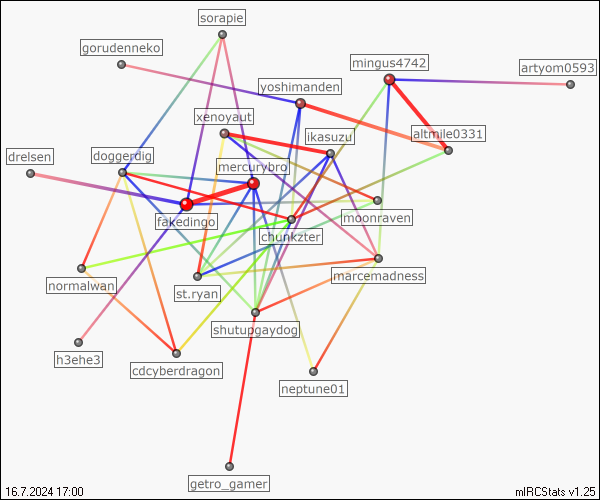 sorapie
gorudenneko
mingus4742
artyom0593
yoshimanden
xenoyaut
ikasuzu
altmile0331
drelsen
doggerdig
mercurybro
fakedingo
moonraven
chunkzter
marcemadness
normalwan
st.ryan
shutupgaydog
h3ehe3
cdcyberdragon
neptune01
getro_gamer
16.7.2024 17:00
mIRCStats v1.25